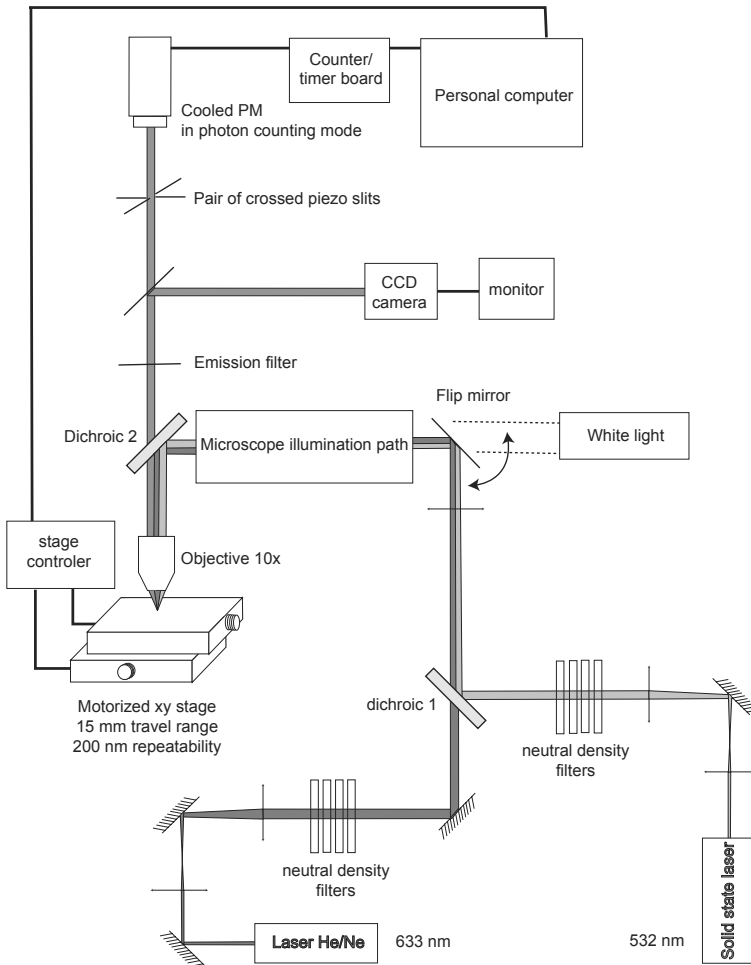 Counter/
timer board
Personal computer
Cooled PM
in photon counting mode
Pair of crossed piezo slits
CCD
camera
monitor
Emission filter
Flip mirror
Dichroic 2
Microscope illumination path
White light
stage
controler
Objective 10x
Motorized xy stage
15 mm travel range
200 nm repeatability
dichroic 1
neutral density
filters
neutral density
filters
Laser He/Ne
633 nm
532 nm
Solid state laser